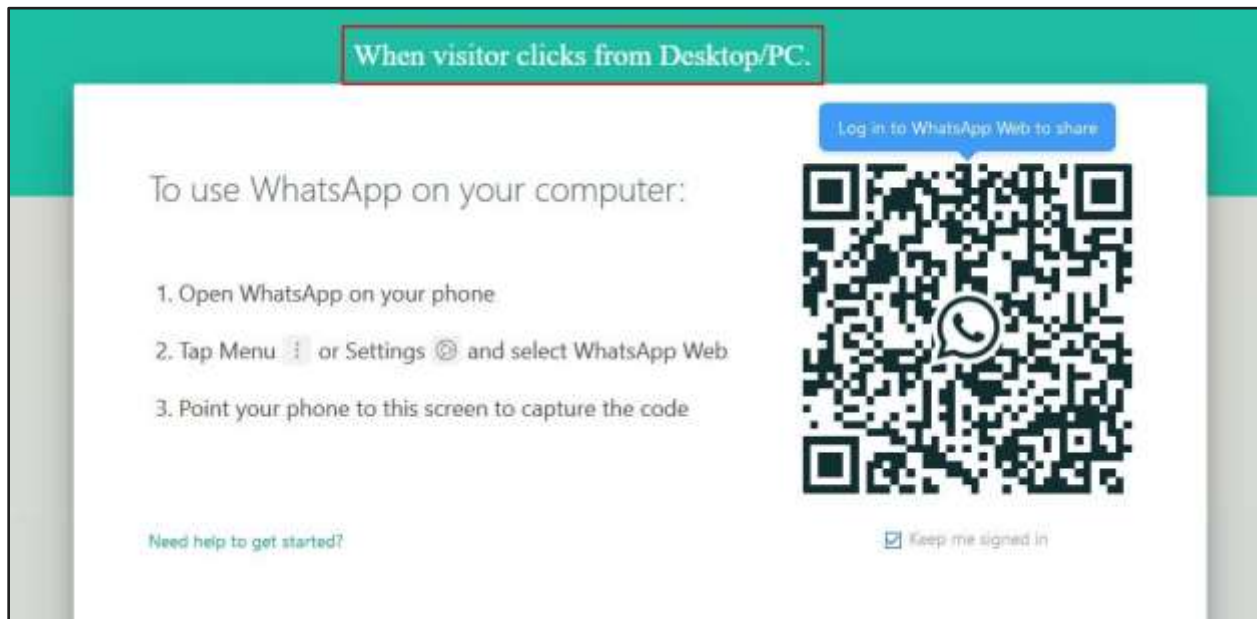 When visitor clicks from Desktop/PC.
Log in to WhatsApp Web to share
To use WhatsApp on your computer:
1. Open WhatsApp on your phone
2. Tap Menu or Settings and select WhatsApp Web
3. Point your phone to this screen to capture the code
Need help to get started?
Keep me signed in